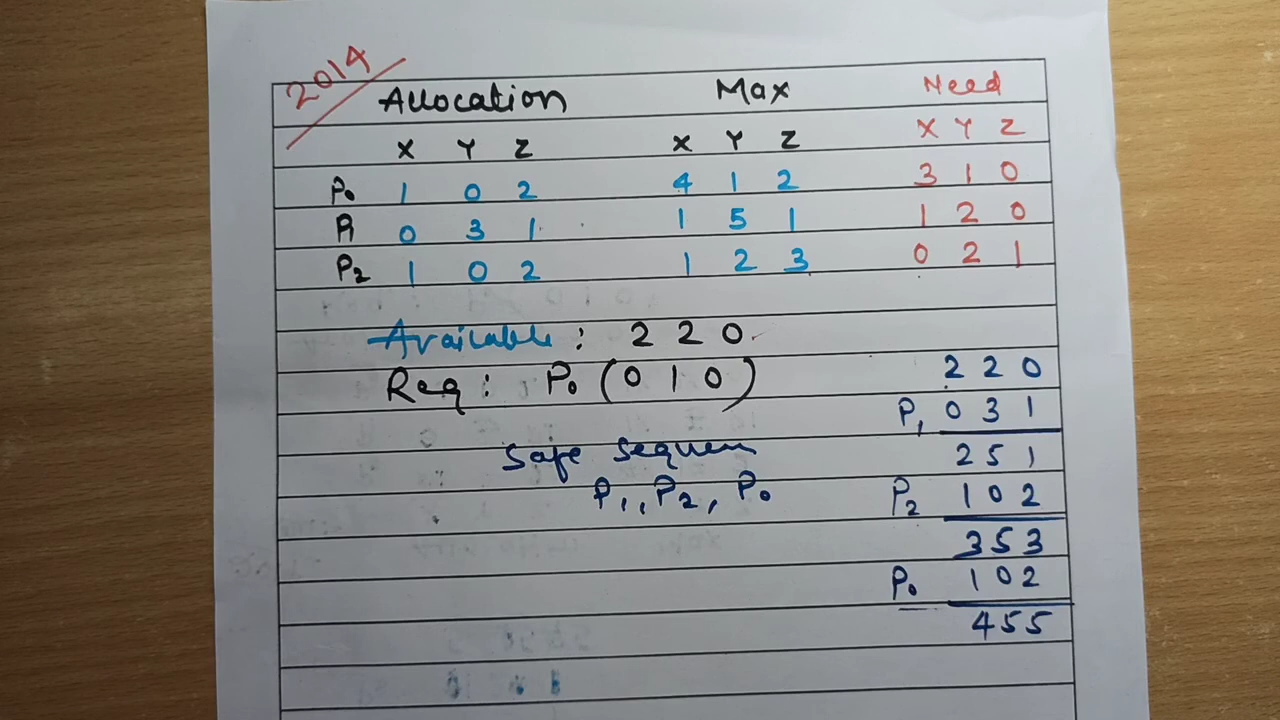 2014
Allocation Max Need
X Y Z X Y Z X Y Z
P0 1 0 2 4 1 2 3 1 0
P1 0 3 1 1 5 1 1 2 0
P2 1 0 2 1 2 3 0 2 1
Available : 2 2 0
Req : P0 (0 1 0)
Safe Sequen
P1, P2, P0
2 2 0
P1 0 3 1
2 5 1
P2 1 0 2
3 5 3
P0 1 0 2
4 5 5